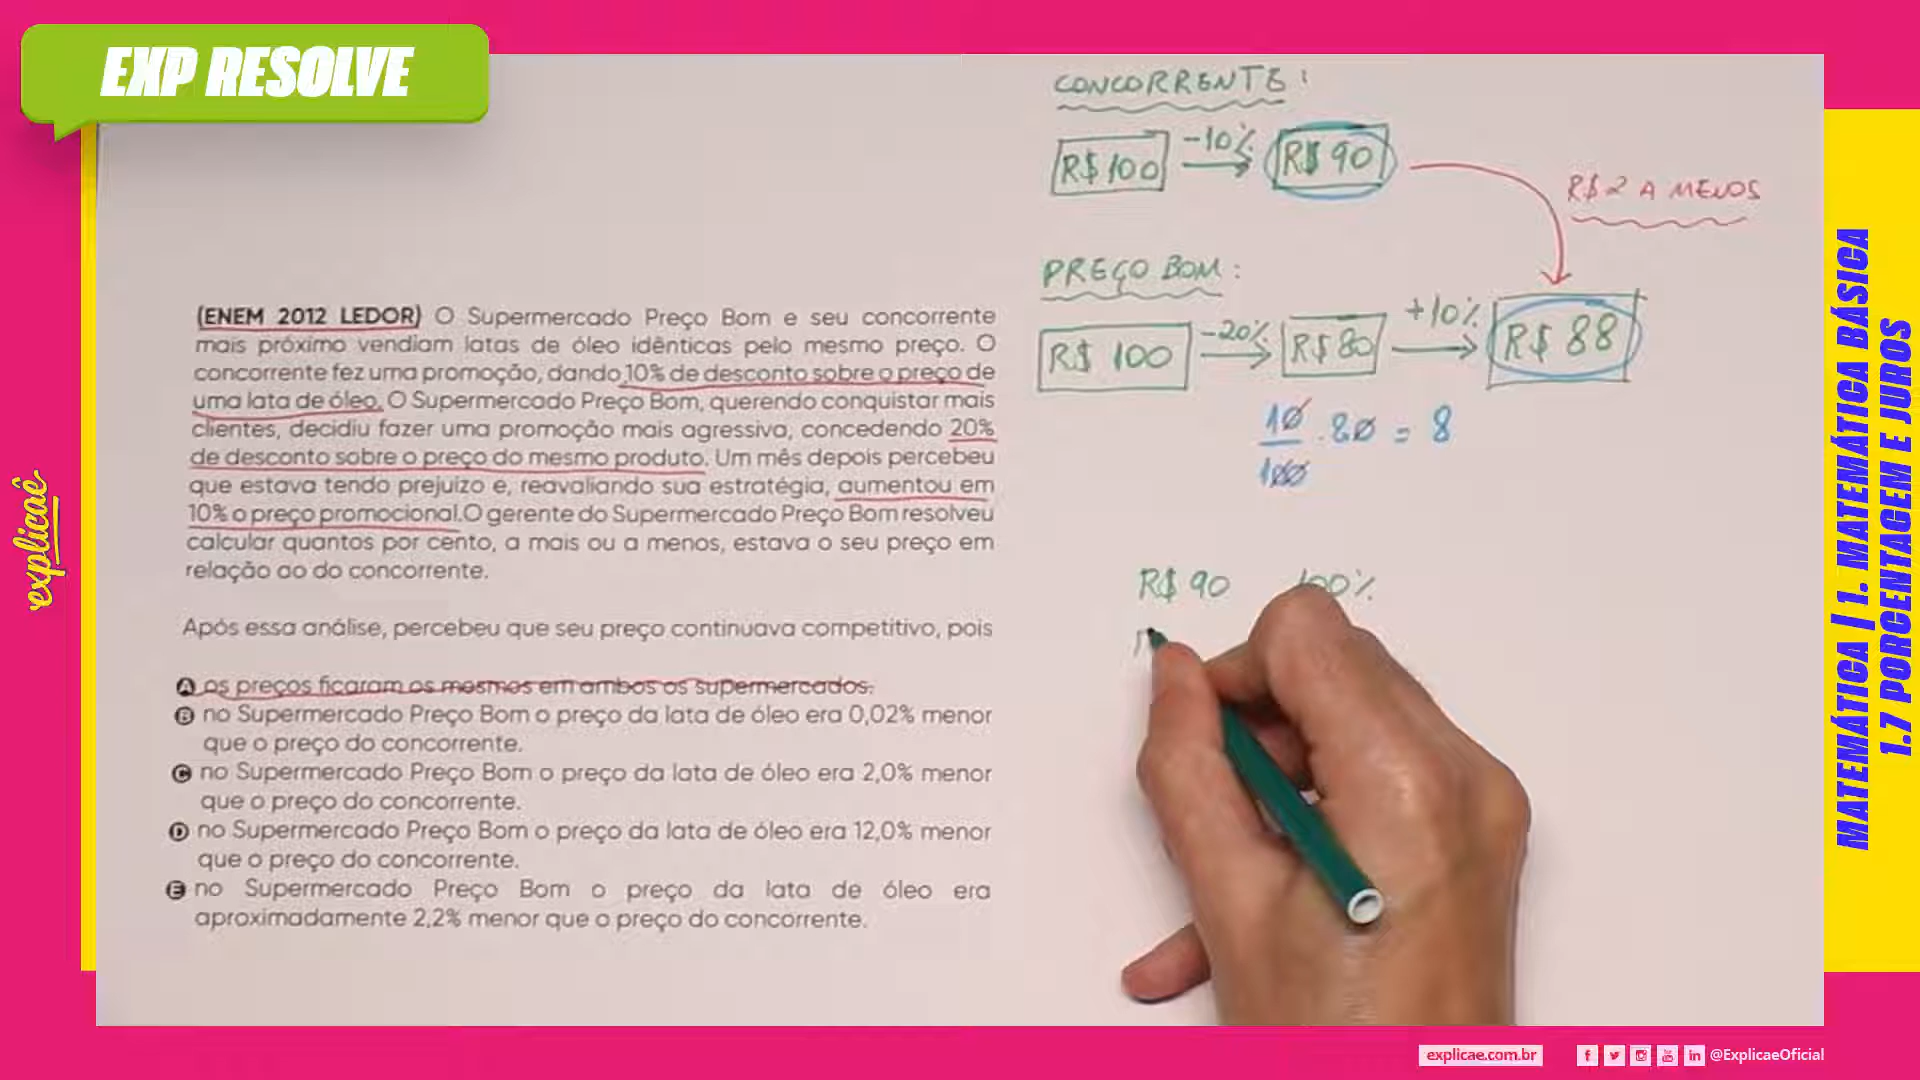 EXP RESOLVE
CONCORRENTE:
R$ 100 -10% R$ 90
R$ 2 A MENOS
PREÇO BOM:
R$ 100 -20% R$ 80 +10% R$ 88
10/100 . 80 = 8
R$ 90 100%
(ENEM 2012 LEDOR) O Supermercado Preço Bom e seu concorrente
mais próximo vendiam latas de óleo idênticas pelo mesmo preço. O
concorrente fez uma promoção, dando 10% de desconto sobre o preço de
uma lata de óleo. O Supermercado Preço Bom, querendo conquistar mais
clientes, decidiu fazer uma promoção mais agressiva, concedendo 20%
de desconto sobre o preço do mesmo produto. Um mês depois percebeu
que estava tendo prejuízo e, reavaliando sua estratégia, aumentou em
10% o preço promocional. O gerente do Supermercado Preço Bom resolveu
calcular quantos por cento, a mais ou a menos, estava o seu preço em
relação ao do concorrente.
Após essa análise, percebeu que seu preço continuava competitivo, pois
A os preços ficaram os mesmos em ambos os supermercados.
B no Supermercado Preço Bom o preço da lata de óleo era 0,02% menor
que o preço do concorrente.
C no Supermercado Preço Bom o preço da lata de óleo era 2,0% menor
que o preço do concorrente.
D no Supermercado Preço Bom o preço da lata de óleo era 12,0% menor
que o preço do concorrente.
E no Supermercado Preço Bom o preço da lata de óleo era
aproximadamente 2,2% menor que o preço do concorrente.
explicaê
MATEMÁTICA | 1. MATEMÁTICA BÁSICA
1.7 PORCENTAGEM E JUROS
explicae.com.br
@ExplicaeOficial